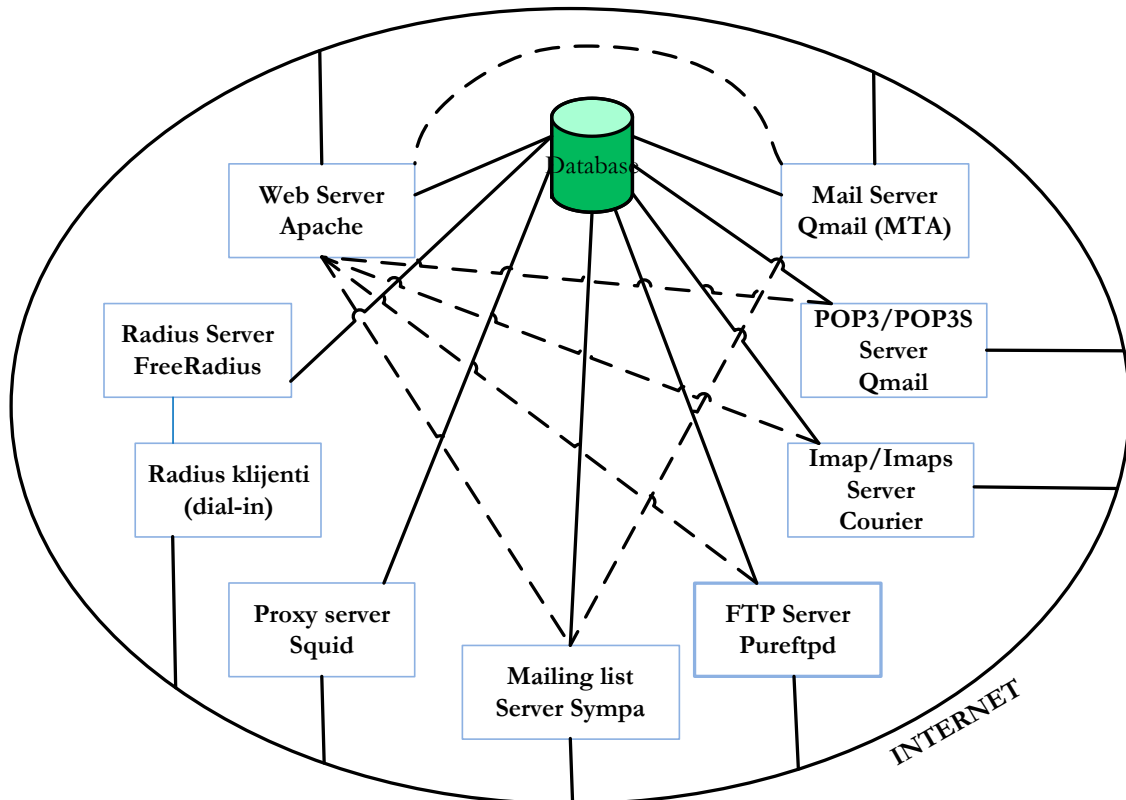 Database
Web Server
Apache
Mail Server
Qmail (MTA)
Radius Server
FreeRadius
POP3/POP3S
Server
Qmail
Radius klijenti
(dial-in)
Imap/Imaps
Server
Courier
Proxy server
Squid
FTP Server
Pureftpd
Mailing list
Server Sympa
INTERNET